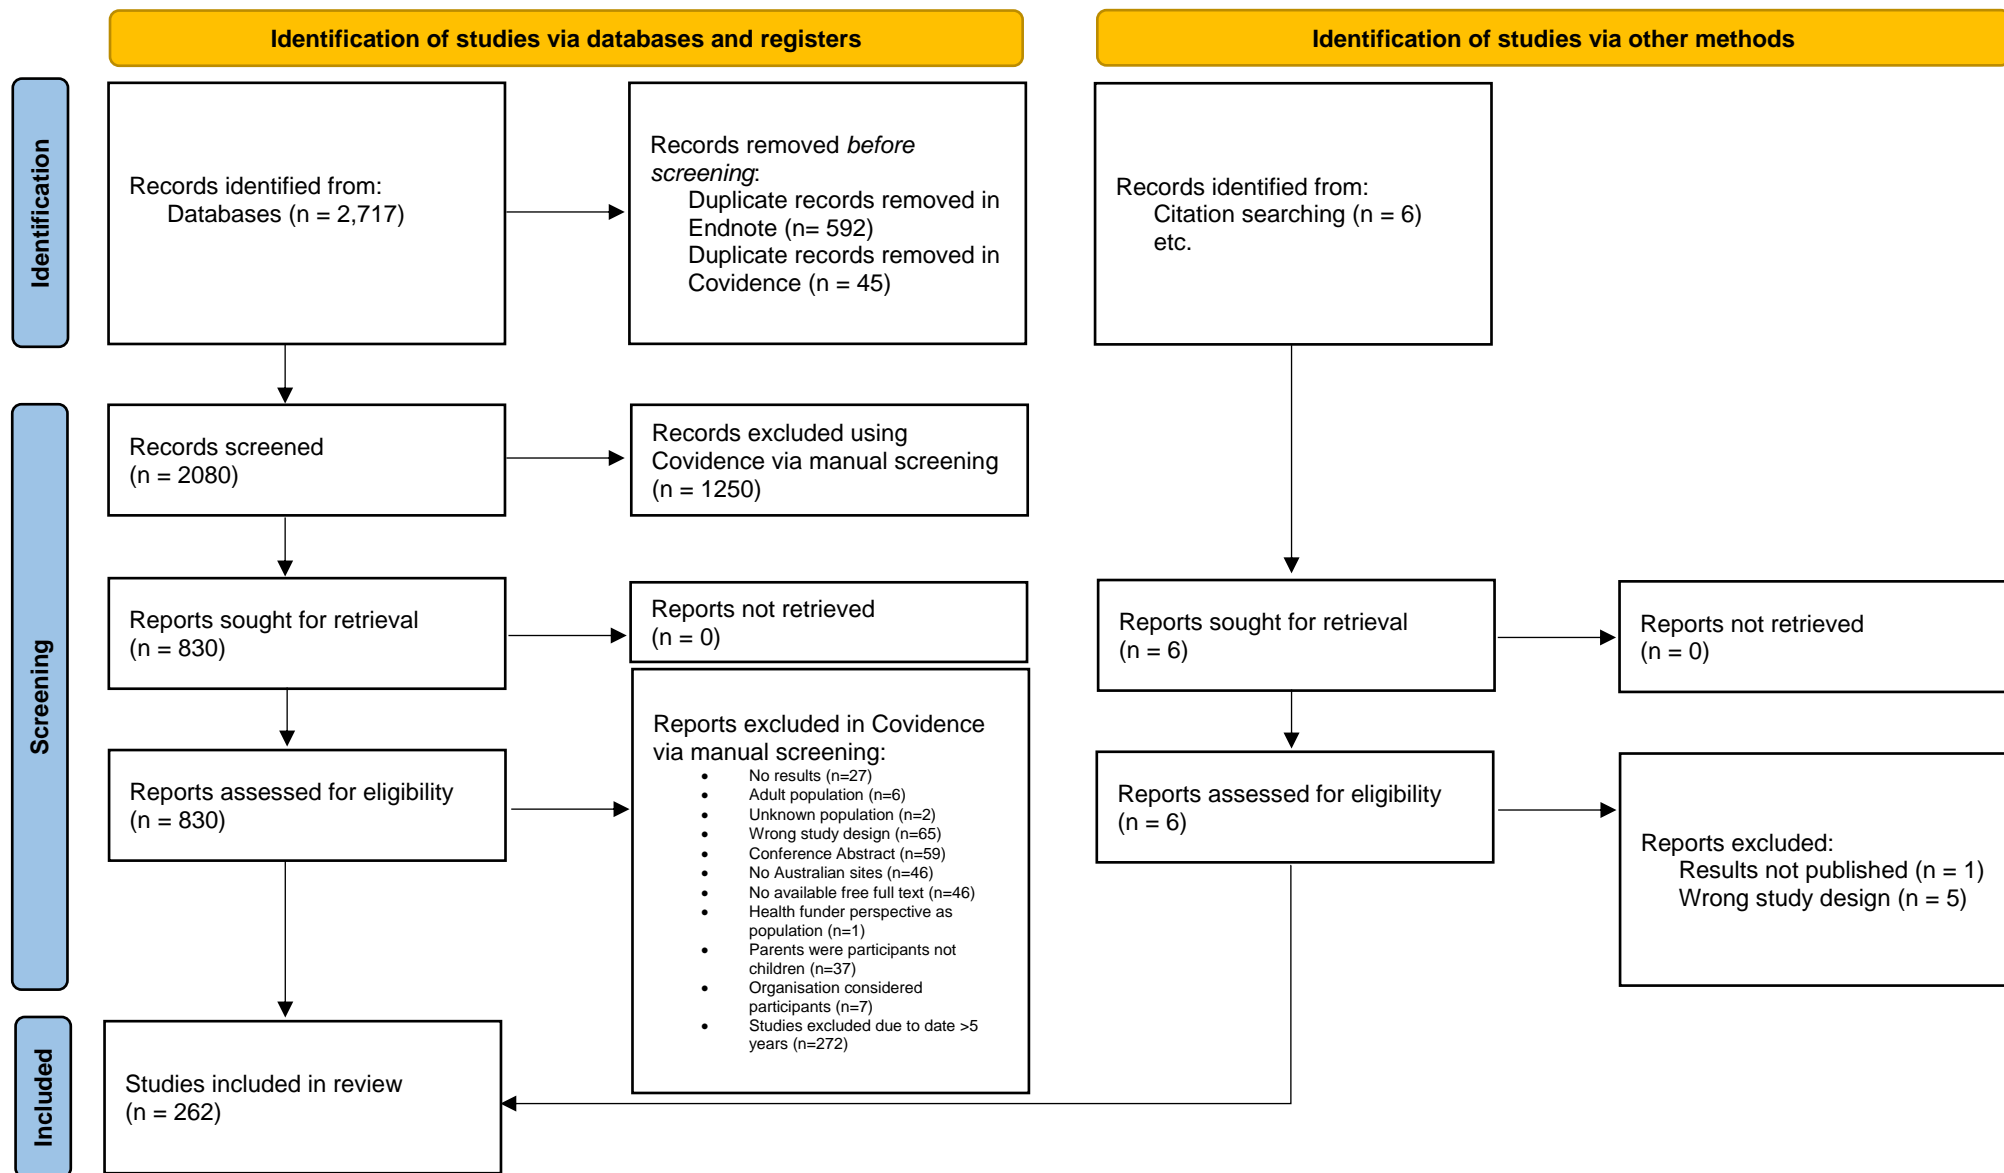 Identification of studies via databases and registers
Identification of studies via other methods
Identification
Records identified from:
Databases (n = 2,717)
Records removed before
screening:
Duplicate records removed in
Endnote (n= 592)
Duplicate records removed in
Covidence (n = 45)
Records identified from:
Citation searching (n = 6)
etc.
Screening
Records screened
(n = 2080)
Records excluded using
Covidence via manual screening
(n = 1250)
Reports sought for retrieval
(n = 830)
Reports not retrieved
(n = 0)
Reports sought for retrieval
(n = 6)
Reports not retrieved
(n = 0)
Reports assessed for eligibility
(n = 830)
Reports excluded in Covidence
via manual screening:
• No results (n=27)
• Adult population (n=6)
• Unknown population (n=2)
• Wrong study design (n=65)
• Conference Abstract (n=59)
• No Australian sites (n=46)
• No available free full text (n=46)
• Health funder perspective as
population (n=1)
• Parents were participants not
children (n=37)
• Organisation considered
participants (n=7)
• Studies excluded due to date >5
years (n=272)
Reports assessed for eligibility
(n = 6)
Reports excluded:
Results not published (n = 1)
Wrong study design (n = 5)
Included
Studies included in review
(n = 262)